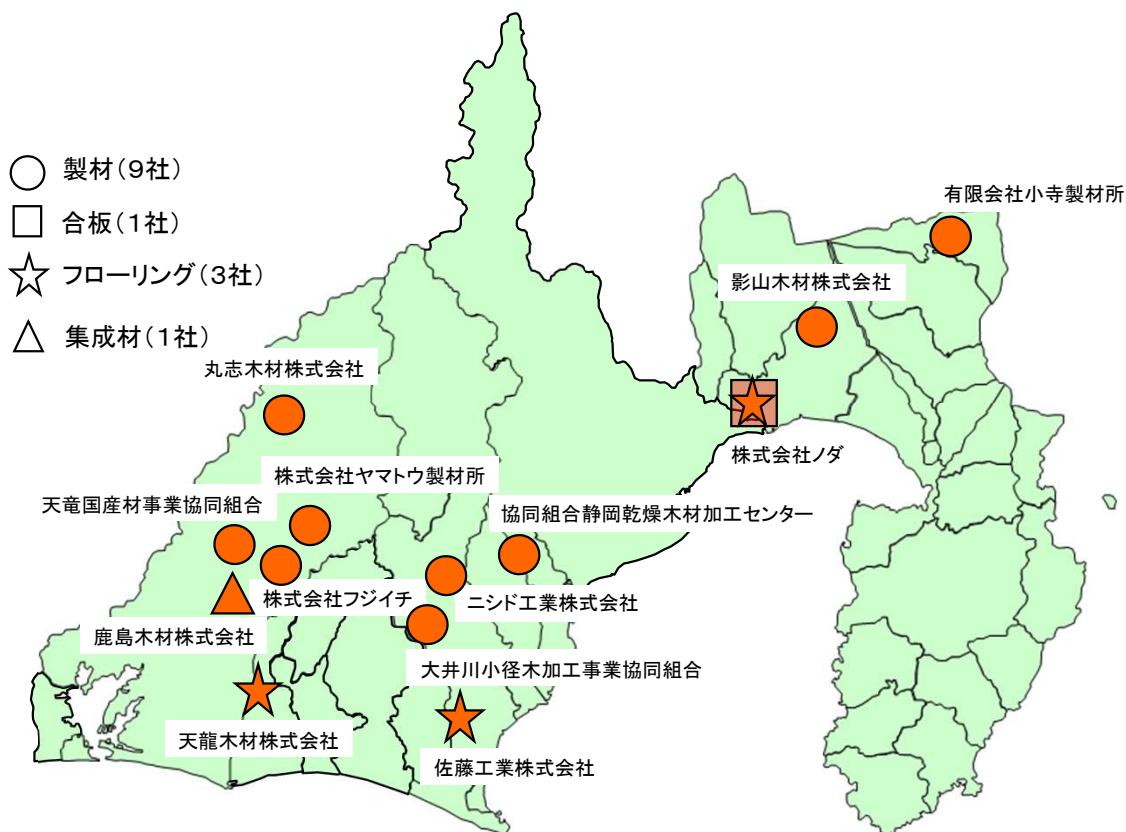 製材(9社)
合板(1社)
フローリング(3社)
集成材(1社)
有限会社小寺製材所
影山木材株式会社
丸志木材株式会社
株式会社ノダ
株式会社ヤマトウ製材所
天竜国産材事業協同組合
協同組合静岡乾燥木材加工センター
株式会社フジイチ
ニシド工業株式会社
鹿島木材株式会社
大井川小径木加工事業協同組合
天龍木材株式会社
佐藤工業株式会社